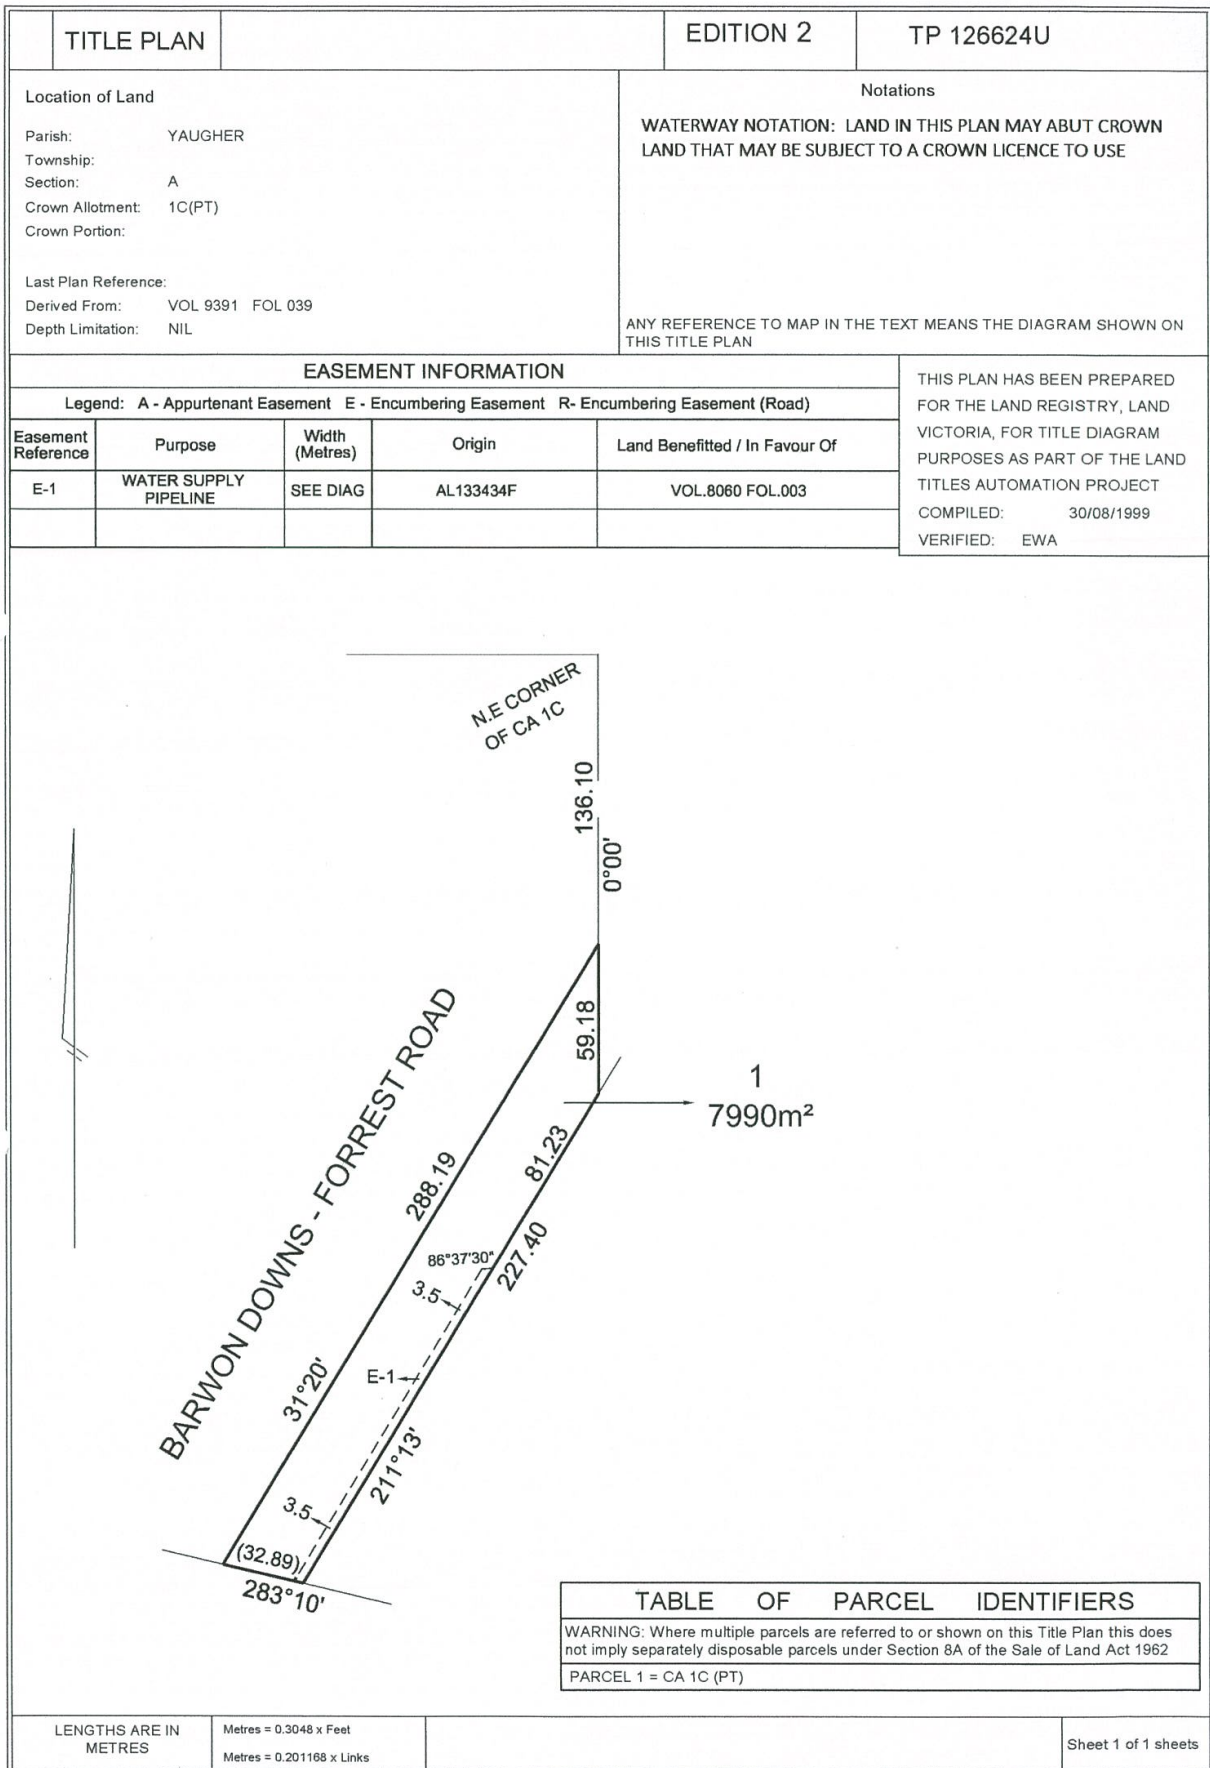 TITLE PLAN
EDITION 2
TP 126624U
Location of Land
Parish: YAUGHER
Township:
Section: A
Crown Allotment: 1C(PT)
Crown Portion:
Last Plan Reference:
Derived From: VOL 9391 FOL 039
Depth Limitation: NIL
Notations
WATERWAY NOTATION: LAND IN THIS PLAN MAY ABUT CROWN
LAND THAT MAY BE SUBJECT TO A CROWN LICENCE TO USE
ANY REFERENCE TO MAP IN THE TEXT MEANS THE DIAGRAM SHOWN ON
THIS TITLE PLAN
EASEMENT INFORMATION
Legend: A - Appurtenant Easement E - Encumbering Easement R- Encumbering Easement (Road)
Easement
Reference
Purpose
Width
(Metres)
Origin
Land Benefitted / In Favour Of
E-1
WATER SUPPLY
PIPELINE
SEE DIAG
AL133434F
VOL.8060 FOL.003
THIS PLAN HAS BEEN PREPARED
FOR THE LAND REGISTRY, LAND
VICTORIA, FOR TITLE DIAGRAM
PURPOSES AS PART OF THE LAND
TITLES AUTOMATION PROJECT
COMPILED: 30/08/1999
VERIFIED: EWA
N.E CORNER
OF CA 1C
136.10
0°00'
59.18
1
7990m²
BARWON DOWNS - FORREST ROAD
288.19
81.23
86°37'30"
227.40
3.5
E-1
31°20'
211°13'
3.5
(32.89)
283°10'
TABLE OF PARCEL IDENTIFIERS
WARNING: Where multiple parcels are referred to or shown on this Title Plan this does
not imply separately disposable parcels under Section 8A of the Sale of Land Act 1962
PARCEL 1 = CA 1C (PT)
LENGTHS ARE IN
METRES
Metres = 0.3048 x Feet
Metres = 0.201168 x Links
Sheet 1 of 1 sheets